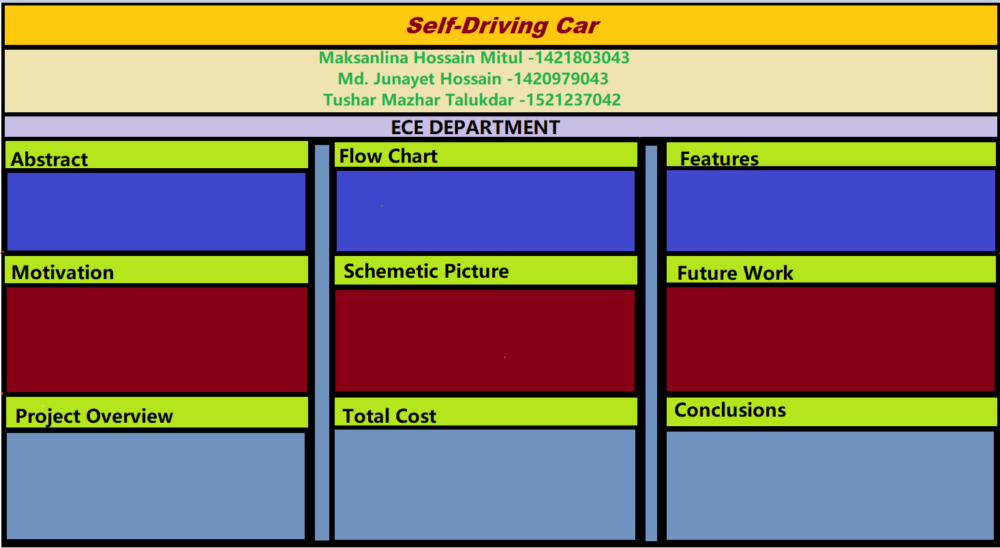 Self-Driving Car
Maksanlina Hossain Mitul -1421803043
Md. Junayet Hossain -1420979043
Tushar Mazhar Talukdar -1521237042
ECE DEPARTMENT
Abstract
Flow Chart
Features
Motivation
Schemetic Picture
Future Work
Project Overview
Total Cost
Conclusions